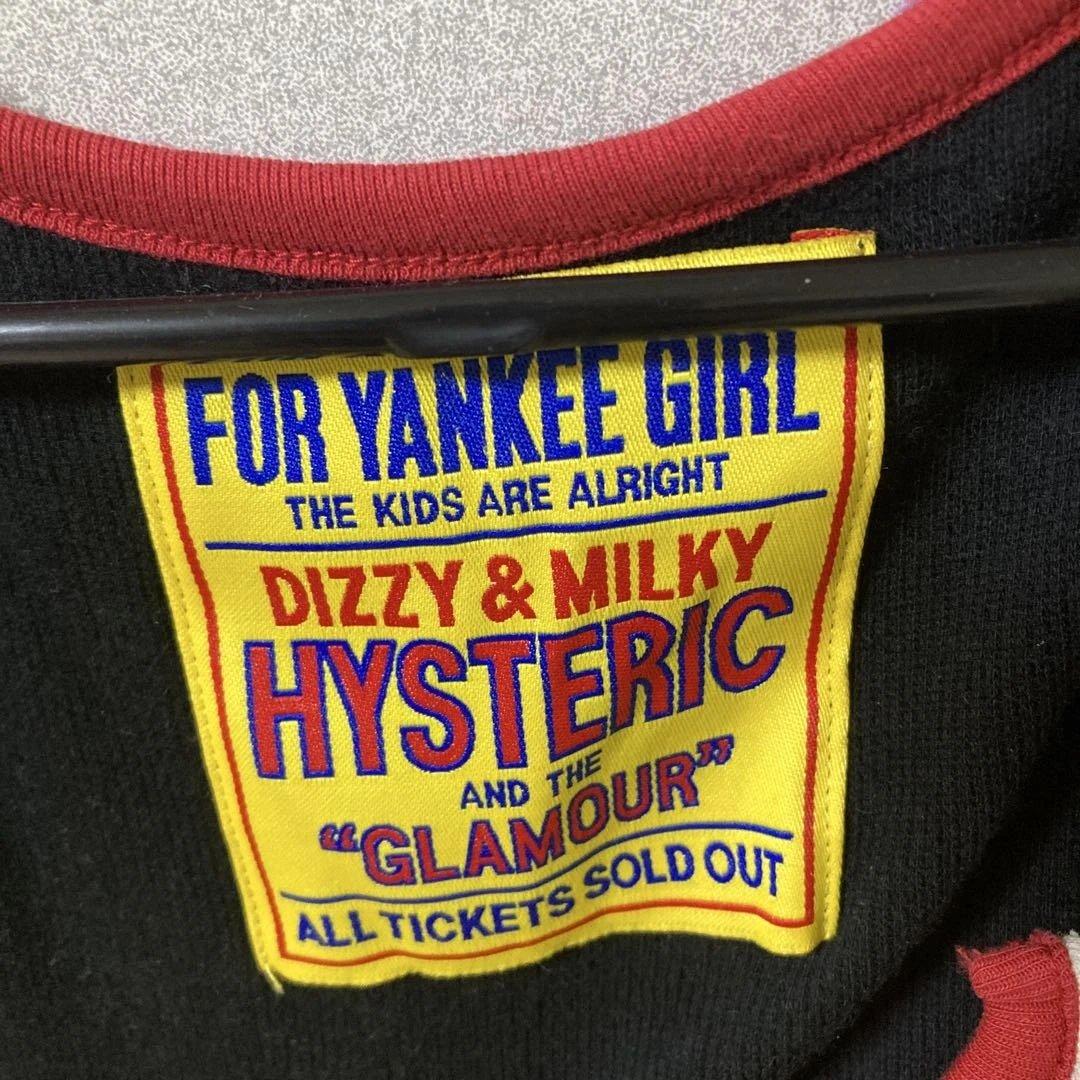 FOR YANKEE GIRL
THE KIDS ARE ALRIGHT
DIZZY & MILKY
HYSTERIC
AND THE
“GLAMOUR”
ALL TICKETS SOLD OUT